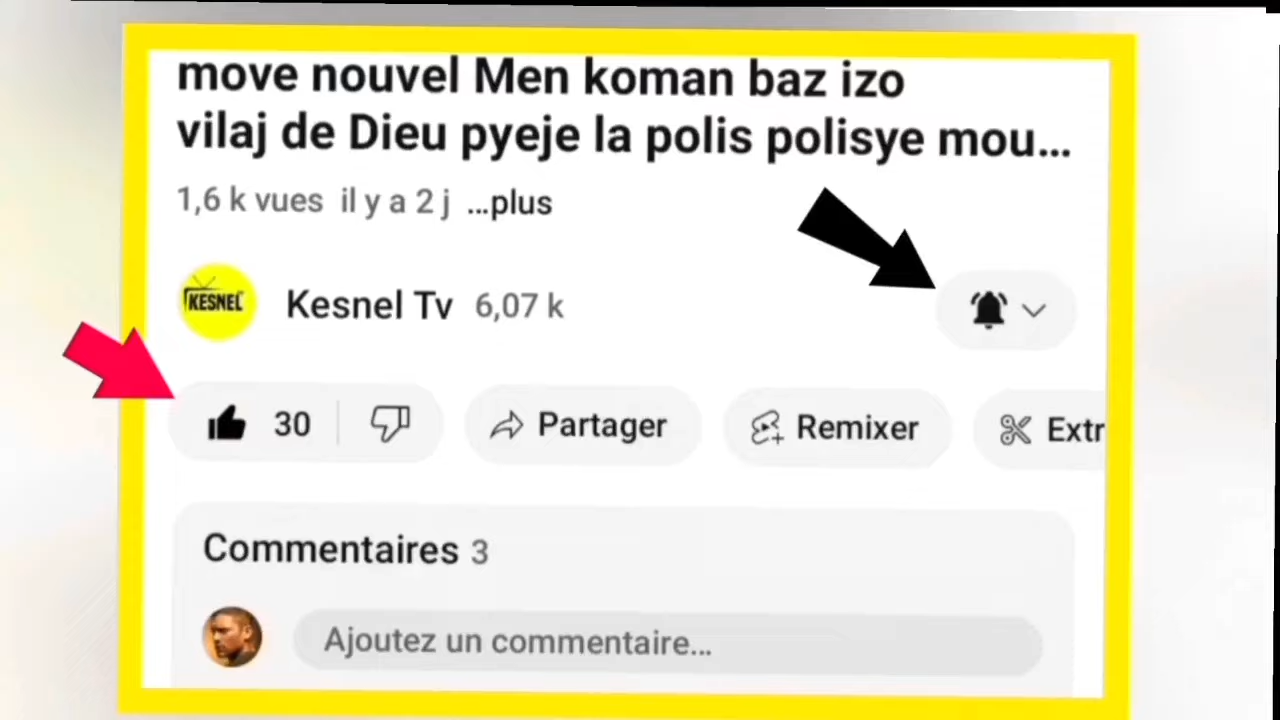 move nouvel Men koman baz izo
vilaj de Dieu pyeje la polis polisye mou...
1,6 k vues il y a 2 j ...plus
KESNEL
Kesnel Tv 6,07 k
30
Partager
Remixer
Extr
Commentaires 3
Ajoutez un commentaire...